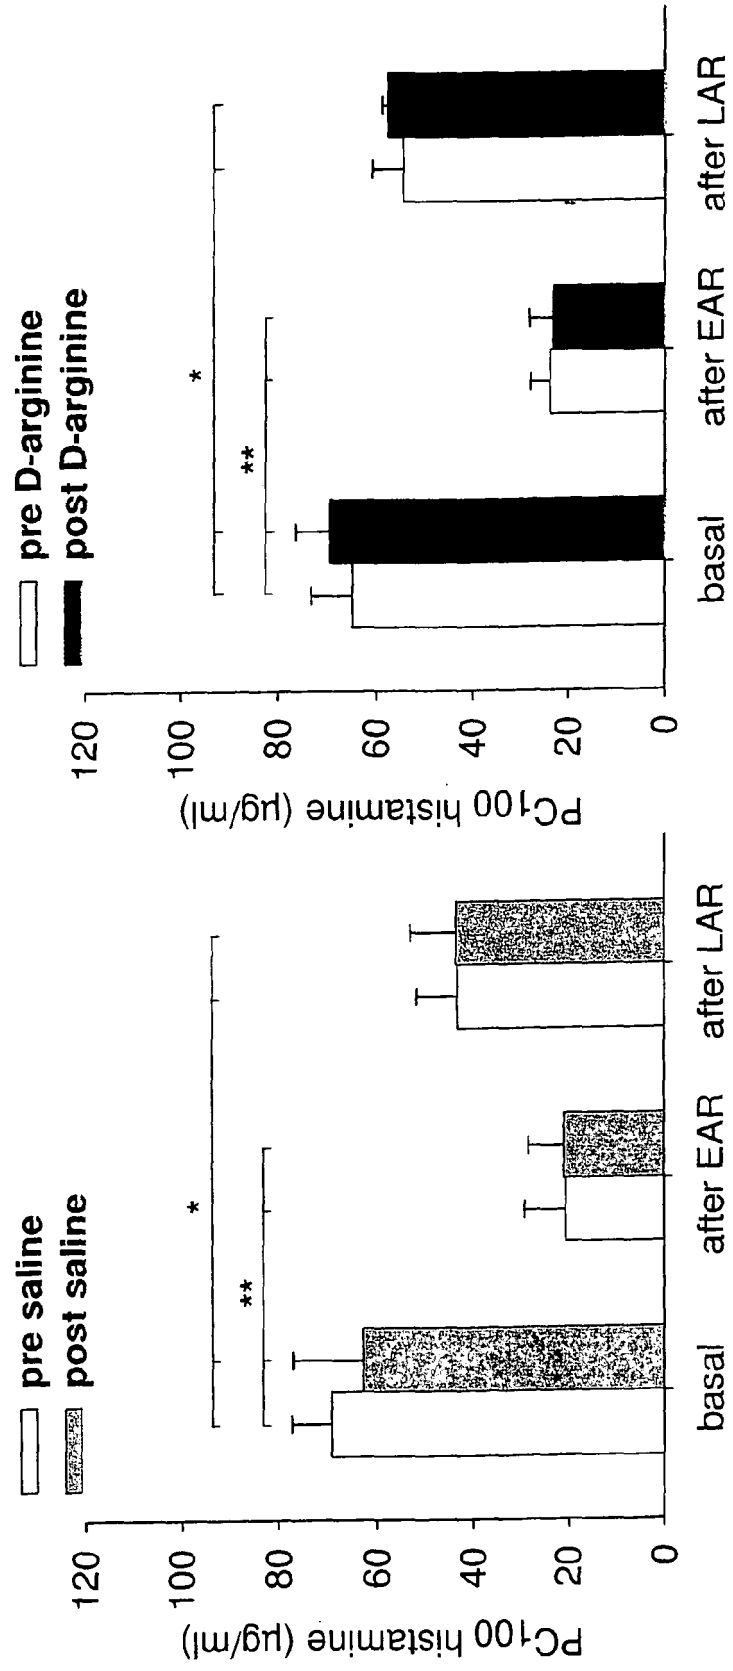 pre saline
post saline
PC100 histamine (µg/ml)
120
100
80
60
40
20
0
*
**
basal
after EAR
after LAR
pre D-arginine
post D-arginine
PC100 histamine (µg/ml)
120
100
80
60
40
20
0
*
**
basal
after EAR
after LAR